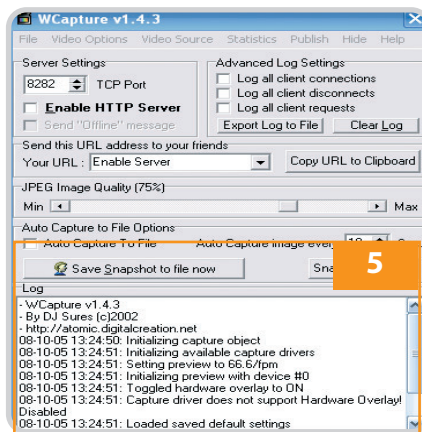 WCapture v1.4.3
File Video Options Video Source Statistics Publish Hide Help
Server Settings
8282 TCP Port
Enable HTTP Server
Send "Offline" message
Advanced Log Settings
Log all client connections
Log all client disconnects
Log all client requests
Export Log to File Clear Log
Send this URL address to your friends
Your URL : Enable Server Copy URL to Clipboard
JPEG Image Quality (75%)
Min Max
Auto Capture to File Options
Auto Capture To File Auto Capture image every
Save Snapshot to file now
5
Log
- WCapture v1.4.3
- By DJ Sures (c)2002
- http://atomic.digitalcreation.net
08-10-05 13:24:50: Initializing capture object
08-10-05 13:24:51: Initializing available capture drivers
08-10-05 13:24:51: Setting preview to 66.6/fpm
08-10-05 13:24:51: Initializing preview with device #0
08-10-05 13:24:51: Toggled hardware overlay to ON
08-10-05 13:24:51: Capture driver does not support Hardware Overlay!
Disabled
08-10-05 13:24:51: Loaded saved default settings